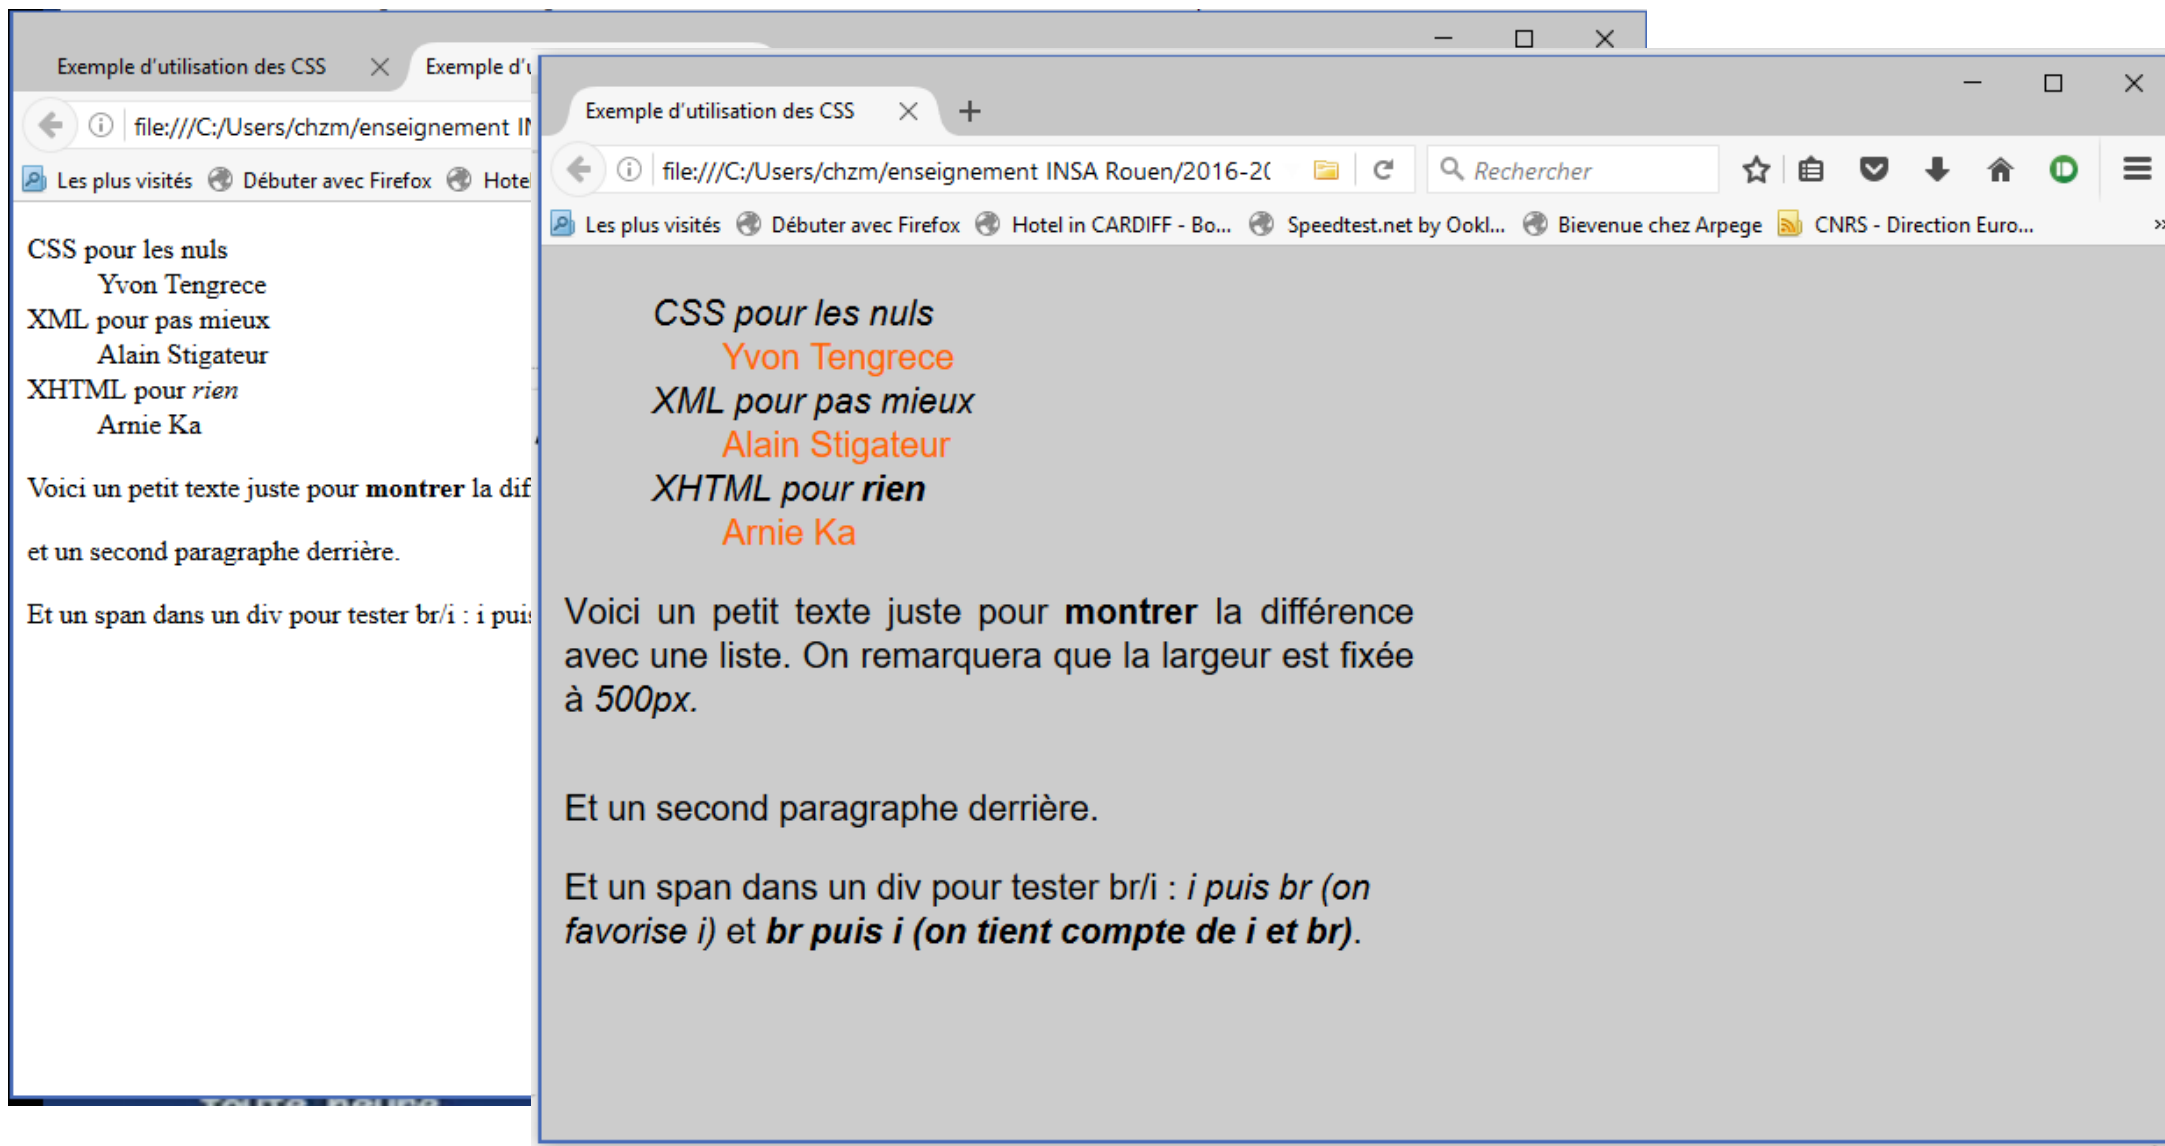 Exemple d'utilisation des CSS
Exemple d'u
file:///C:/Users/chzm/enseignement IN
Les plus visités Débuter avec Firefox Hotel
CSS pour les nuls
Yvon Tengrece
XML pour pas mieux
Alain Stigateur
XHTML pour rien
Arnie Ka
Voici un petit texte juste pour montrer la dif
et un second paragraphe derrière.
Et un span dans un div pour tester br/i : i puis
Exemple d'utilisation des CSS
file:///C:/Users/chzm/enseignement INSA Rouen/2016-20
Rechercher
Les plus visités Débuter avec Firefox Hotel in CARDIFF - Bo... Speedtest.net by Ookl... Bievenue chez Arpege CNRS - Direction Euro... »
CSS pour les nuls
Yvon Tengrece
XML pour pas mieux
Alain Stigateur
XHTML pour rien
Arnie Ka
Voici un petit texte juste pour montrer la différence
avec une liste. On remarquera que la largeur est fixée
à 500px.
Et un second paragraphe derrière.
Et un span dans un div pour tester br/i : i puis br (on
favorise i) et br puis i (on tient compte de i et br).